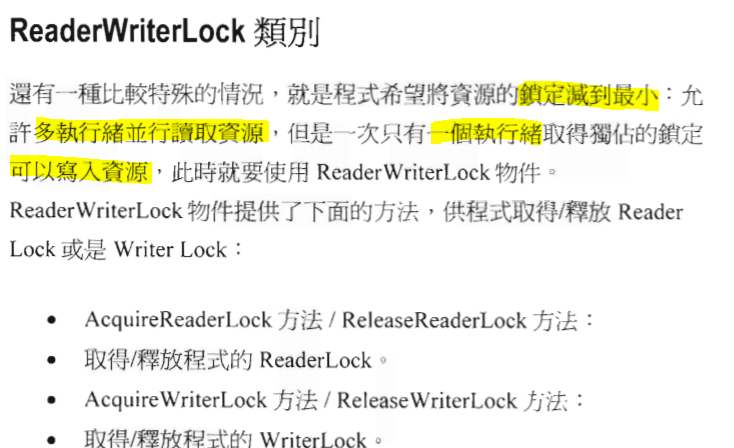 ReaderWriterLock 類別
還有一種比較特殊的情況，就是程式希望將資源的鎖定減到最小：允
許多執行緒並行讀取資源，但是一次只有一個執行緒取得獨佔的鎖定
可以寫入資源，此時就要使用 ReaderWriterLock 物件。
ReaderWriterLock 物件提供了下面的方法，供程式取得/釋放 Reader
Lock 或是 Writer Lock：
• AcquireReaderLock 方法 / ReleaseReaderLock 方法：
• 取得/釋放程式的 ReaderLock。
• AcquireWriterLock 方法 / ReleaseWriterLock 方法：
• 取得/釋放程式的 WriterLock。